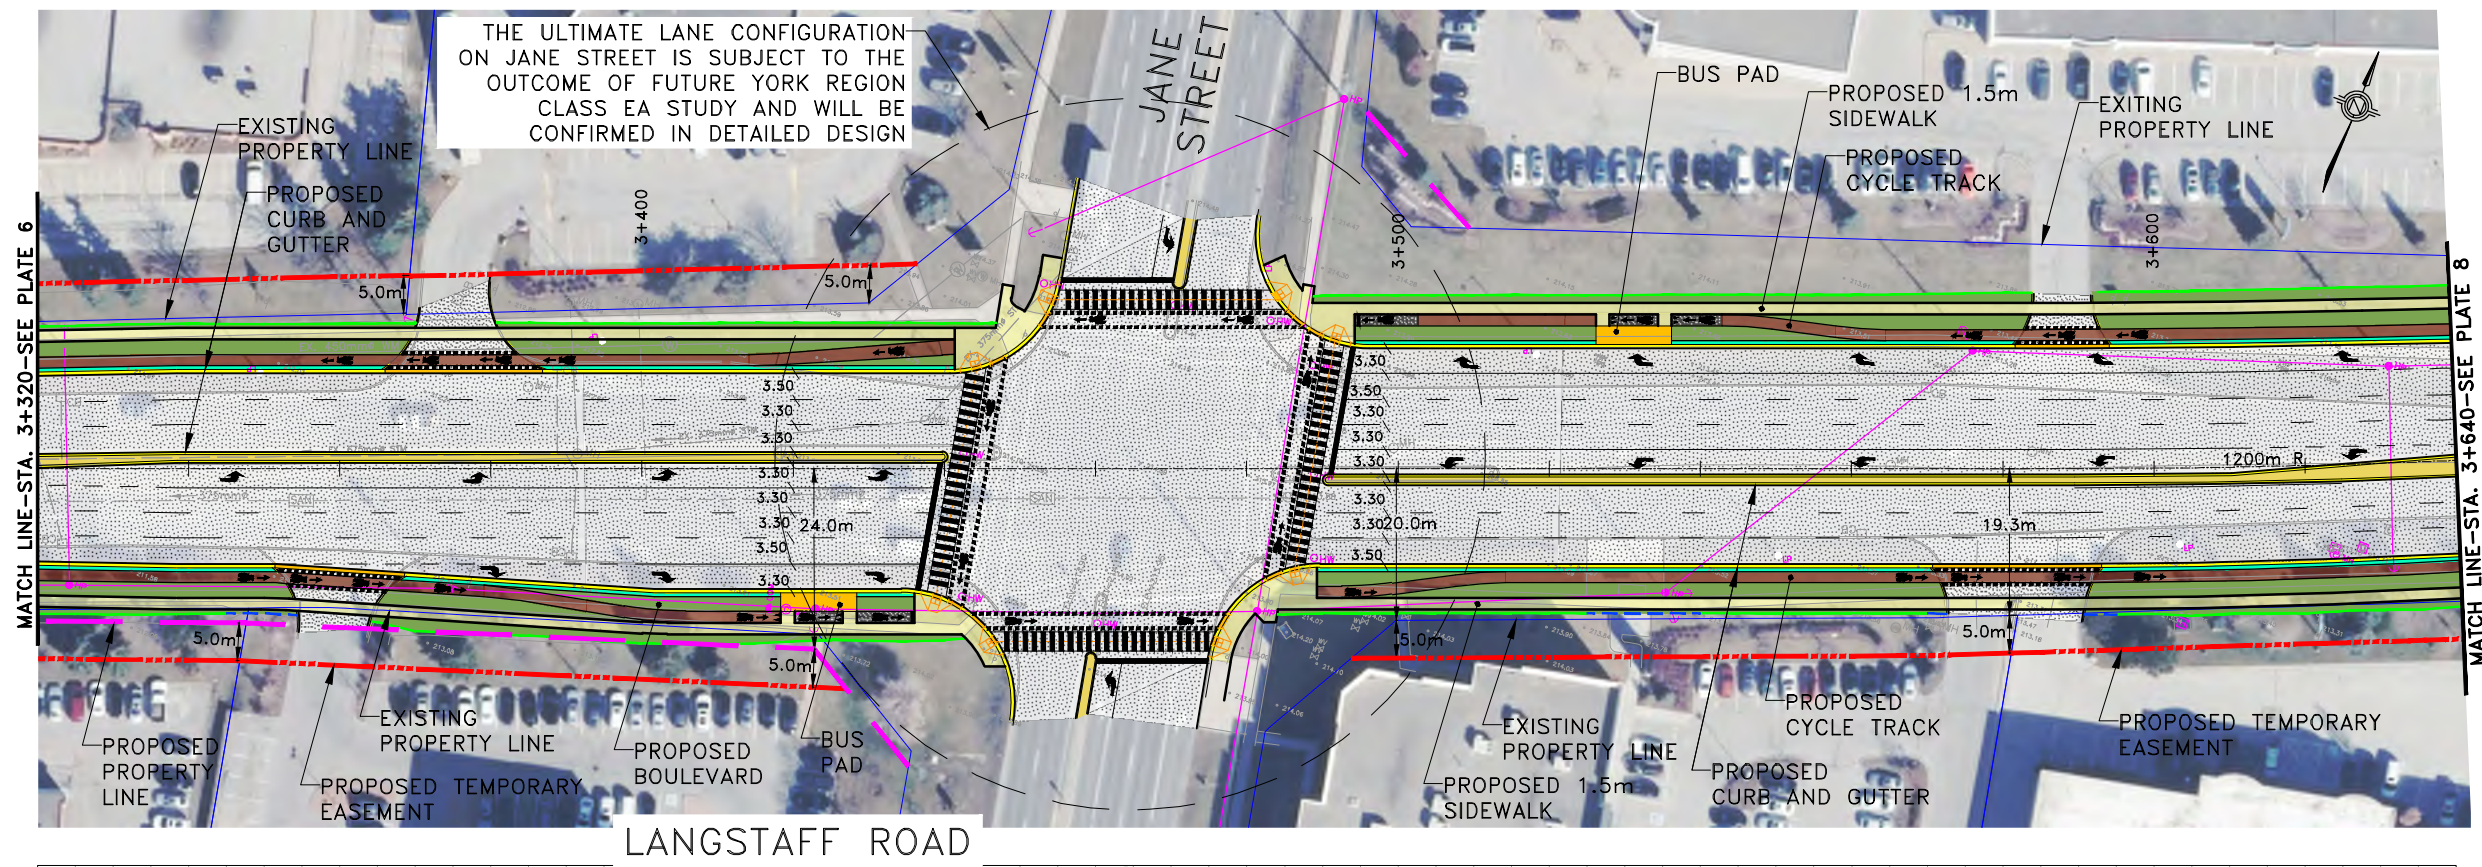 THE ULTIMATE LANE CONFIGURATION
ON JANE STREET IS SUBJECT TO THE
OUTCOME OF FUTURE YORK REGION
CLASS EA STUDY AND WILL BE
CONFIRMED IN DETAILED DESIGN
JANE
STREET
BUS PAD
PROPOSED 1.5m
SIDEWALK
PROPOSED
CYCLE TRACK
EXITING
PROPERTY LINE
EXISTING
PROPERTY LINE
PROPOSED
CURB AND
GUTTER
3+400
3+500
3+600
5.0m
5.0m
MATCH LINE-STA. 3+320-SEE PLATE 6
MATCH LINE-STA. 3+640-SEE PLATE 8
3.50
3.30
3.30
3.30
3.30
3.30
3.50
3.30
24.0m
3.30
3.50
3.30
3.30
3.30
3.30
3.30
3.50
20.0m
19.3m
1200m R
5.0m
5.0m
5.0m
5.0m
PROPOSED
PROPERTY
LINE
PROPOSED TEMPORARY
EASEMENT
EXISTING
PROPERTY LINE
PROPOSED
BOULEVARD
BUS
PAD
EXISTING
PROPERTY LINE
PROPOSED 1.5m
SIDEWALK
PROPOSED
CYCLE TRACK
PROPOSED
CURB AND GUTTER
PROPOSED TEMPORARY
EASEMENT
LANGSTAFF ROAD